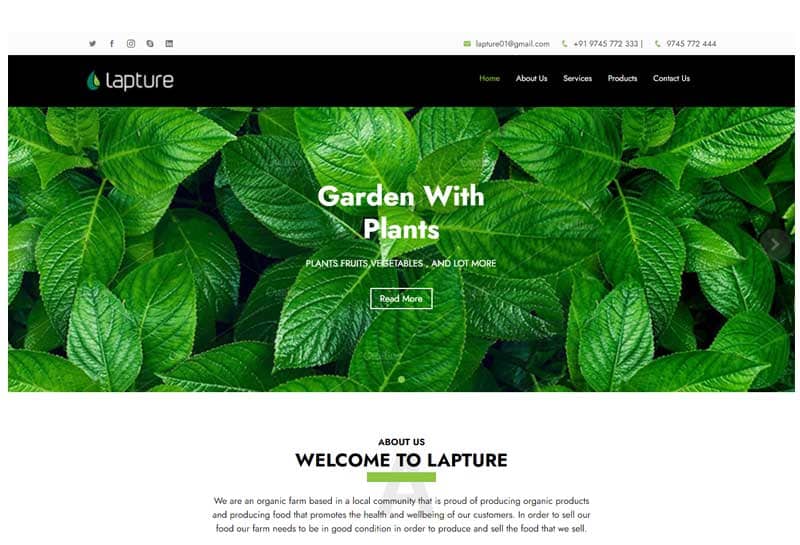 lapture01@gmail.com +91 9745 772 333 | 9745 772 444
Lapture
Home About Us Services Products Contact Us
Garden With
Plants
PLANTS FRUITS,VEGETABLES , AND LOT MORE
Read More
ABOUT US
WELCOME TO LAPTURE
A
We are an organic farm based in a local community that is proud of producing organic products
and producing food that promotes the health and wellbeing of our customers. In order to sell our
food our farm needs to be in good condition in order to produce and sell the food that we sell.